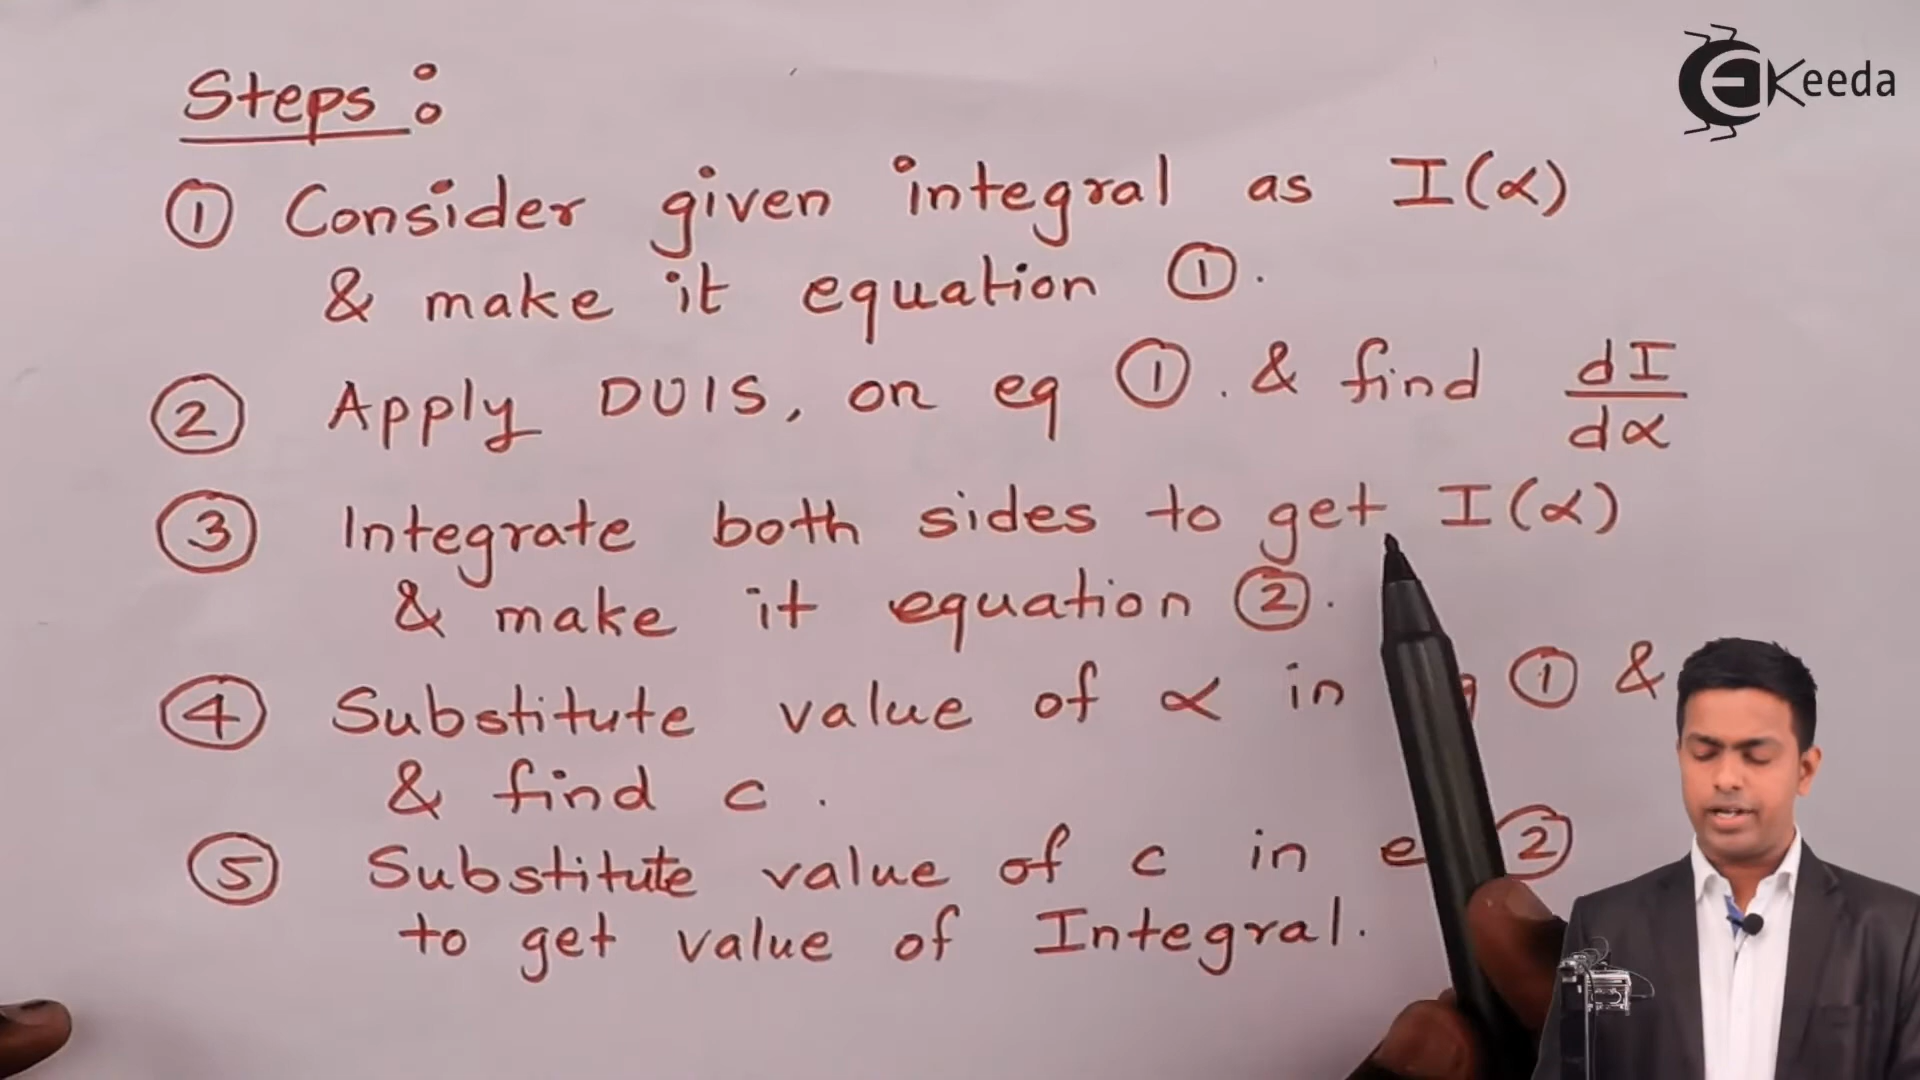 EKeeda
Steps :
① Consider given integral as I(α)
& make it equation ①.
② Apply DUIS, on eq ①. & find dI/dα
③ Integrate both sides to get I(α)
& make it equation ②.
④ Substitute value of α in ① &
& find c.
⑤ Substitute value of c in ②
to get value of Integral.